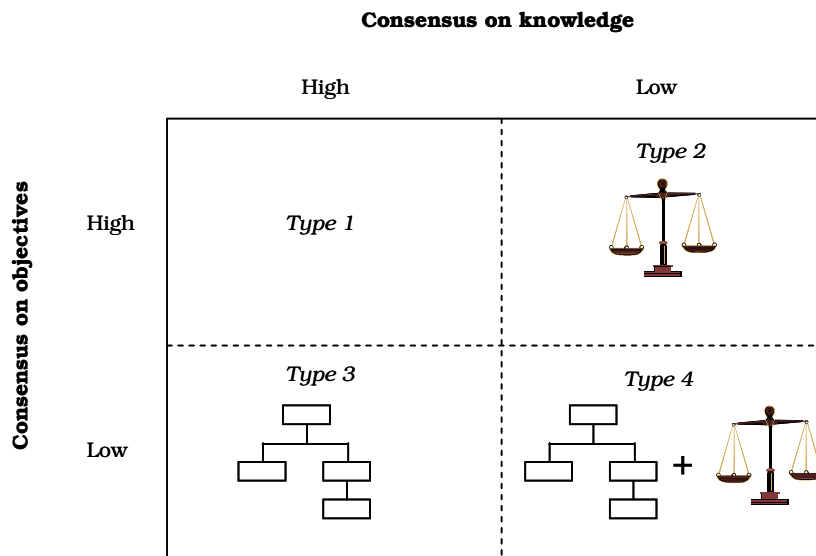 Consensus on knowledge
High
Low
Consensus on objectives
High
Type 1
Type 2
Low
Type 3
Type 4
+